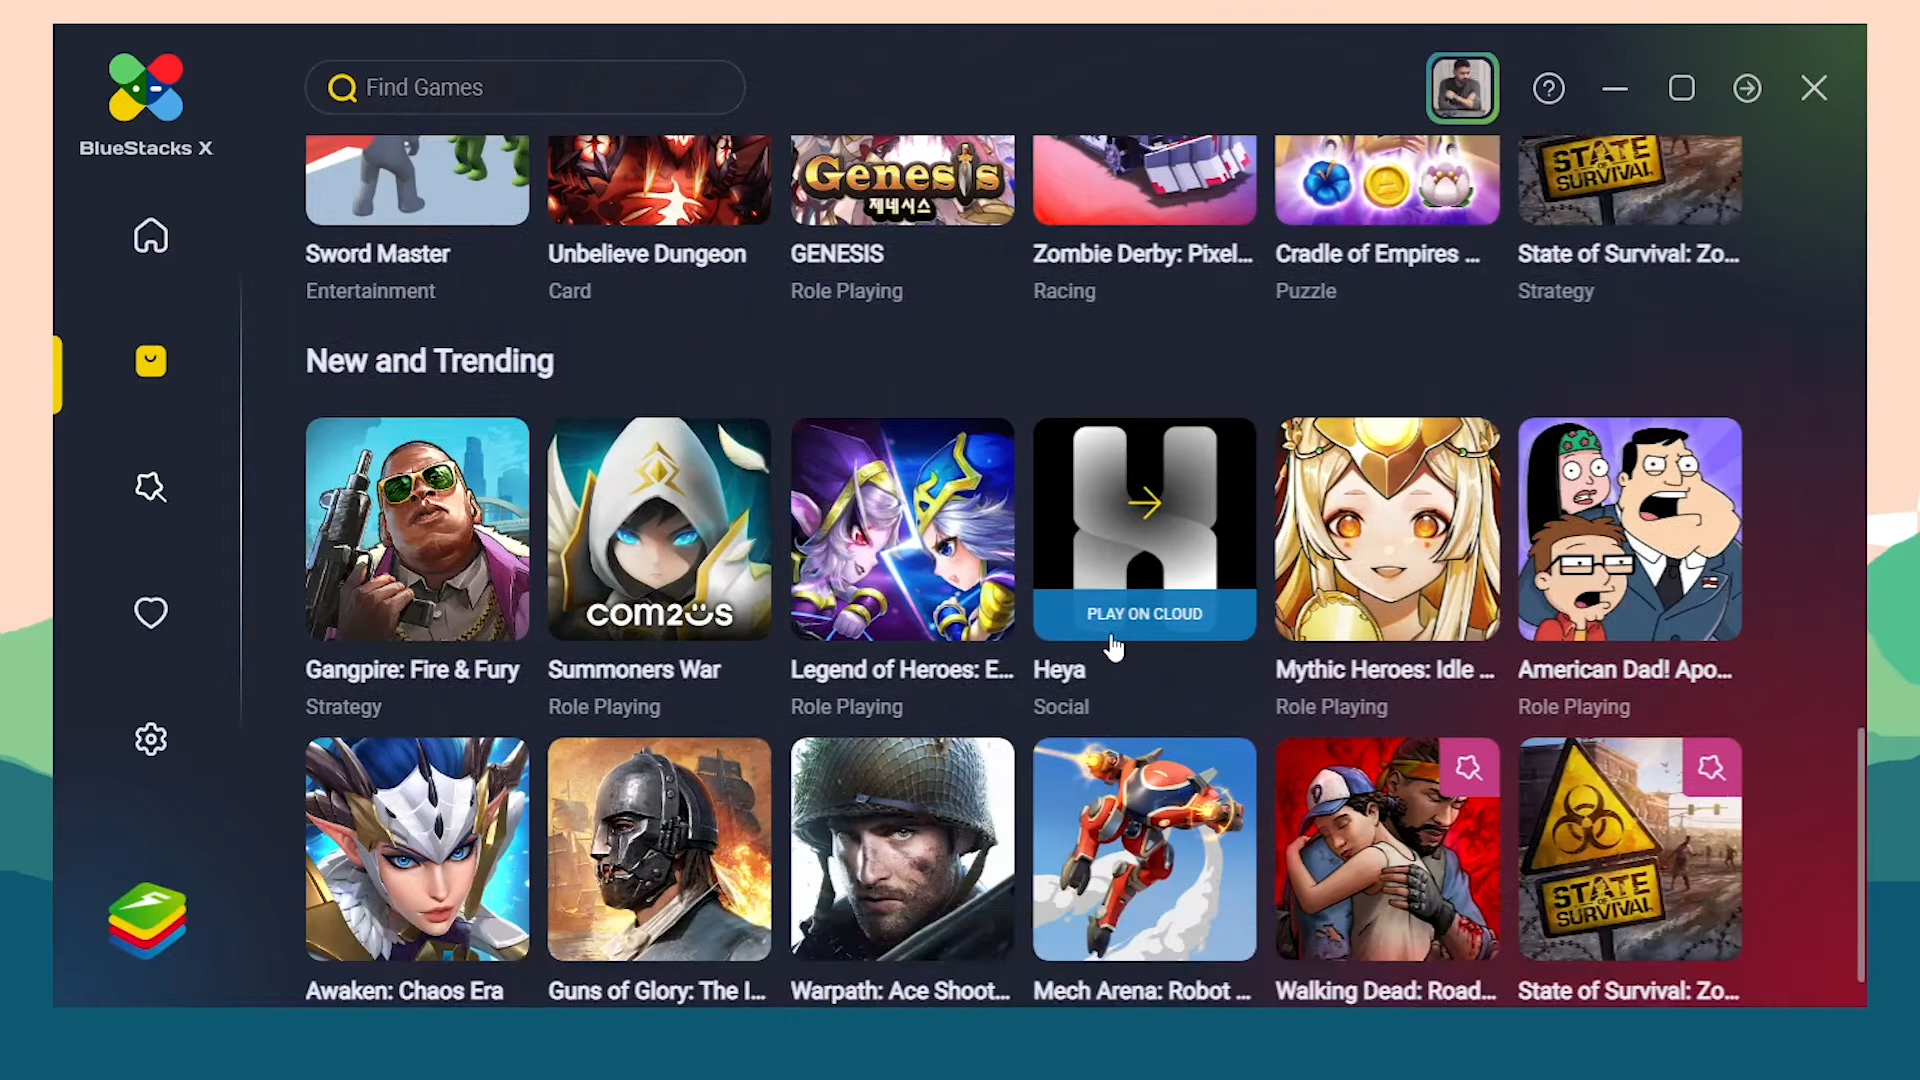 Find Games
BlueStacks X
STATE
OF
SURVIVAL
Genesis
제네시스
Sword Master
Unbelieve Dungeon
GENESIS
Zombie Derby: Pixel...
Cradle of Empires ...
State of Survival: Zo...
Entertainment
Card
Role Playing
Racing
Puzzle
Strategy
New and Trending
com2us
PLAY ON CLOUD
Gangpire: Fire & Fury
Summoners War
Legend of Heroes: E...
Heya
Mythic Heroes: Idle ...
American Dad! Apo...
Strategy
Role Playing
Role Playing
Social
Role Playing
Role Playing
STATE
OF
SURVIVAL
Awaken: Chaos Era
Guns of Glory: The I...
Warpath: Ace Shoot...
Mech Arena: Robot ...
Walking Dead: Road...
State of Survival: Zo...